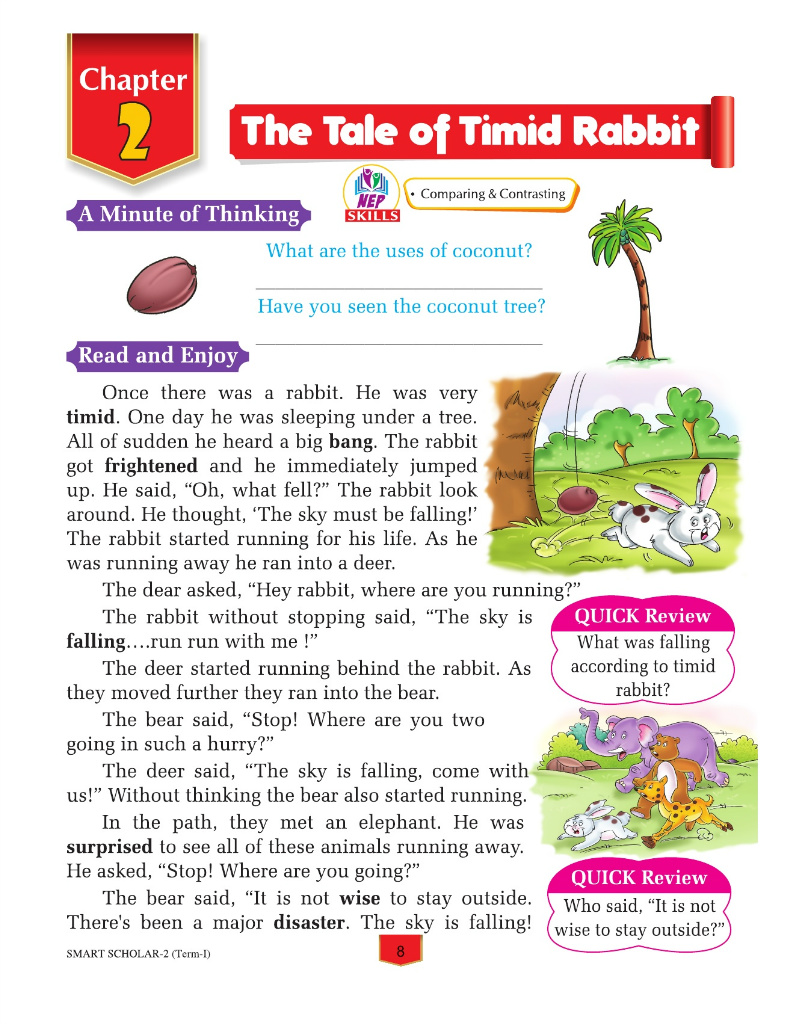 Chapter
2
The Tale of Timid Rabbit
NEP
SKILLS
• Comparing & Contrasting
A Minute of Thinking
What are the uses of coconut?
Have you seen the coconut tree?
Read and Enjoy
Once there was a rabbit. He was very
timid. One day he was sleeping under a tree.
All of sudden he heard a big bang. The rabbit
got frightened and he immediately jumped
up. He said, “Oh, what fell?” The rabbit look
around. He thought, ‘The sky must be falling!’
The rabbit started running for his life. As he
was running away he ran into a deer.
The dear asked, “Hey rabbit, where are you running?”
The rabbit without stopping said, “The sky is
falling....run run with me !”
The deer started running behind the rabbit. As
they moved further they ran into the bear.
The bear said, “Stop! Where are you two
going in such a hurry?”
The deer said, “The sky is falling, come with
us!” Without thinking the bear also started running.
In the path, they met an elephant. He was
surprised to see all of these animals running away.
He asked, “Stop! Where are you going?”
The bear said, “It is not wise to stay outside.
There's been a major disaster. The sky is falling!
QUICK Review
What was falling
according to timid
rabbit?
QUICK Review
Who said, “It is not
wise to stay outside?”
SMART SCHOLAR-2 (Term-I)
8